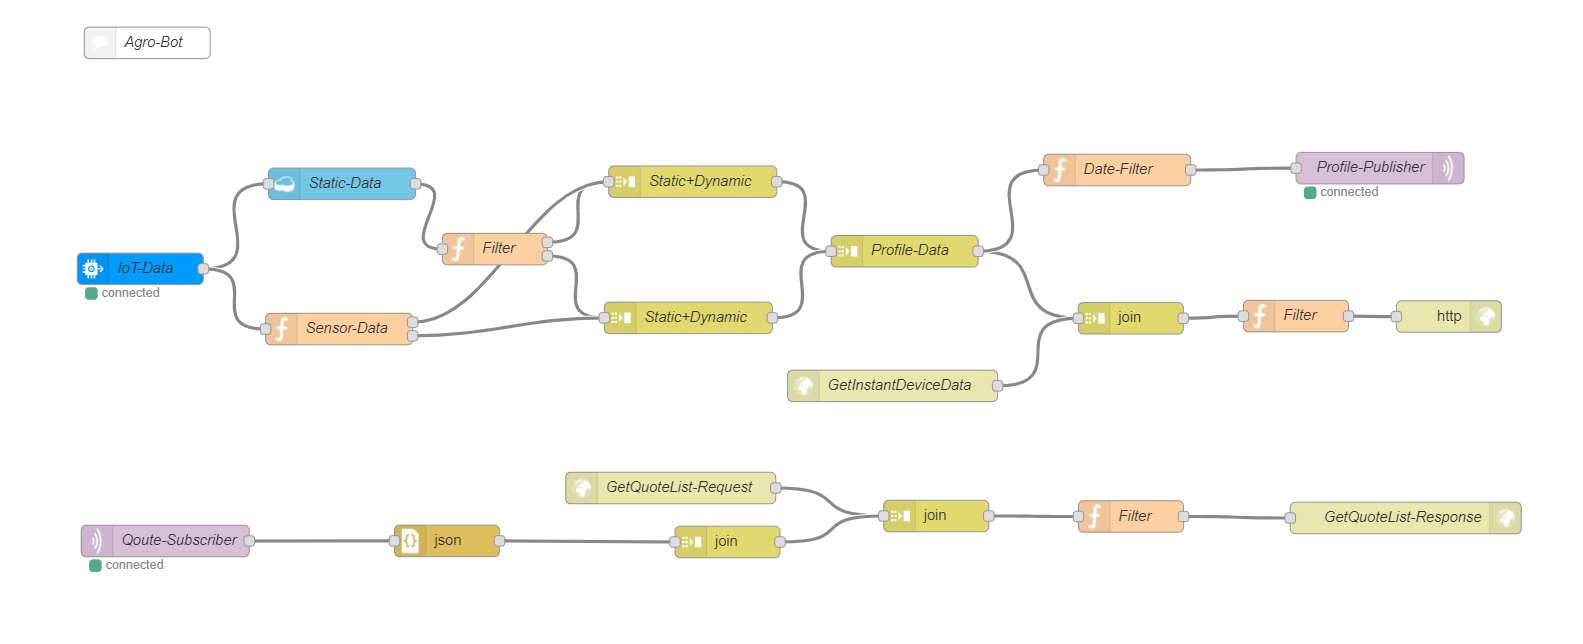 Agro-Bot
Static-Data
Static+Dynamic
Date-Filter
Profile-Publisher
connected
Filter
Profile-Data
IoT-Data
connected
Sensor-Data
Static+Dynamic
join
Filter
http
GetInstantDeviceData
GetQuoteList-Request
join
Filter
GetQuoteList-Response
Qoute-Subscriber
json
join
connected